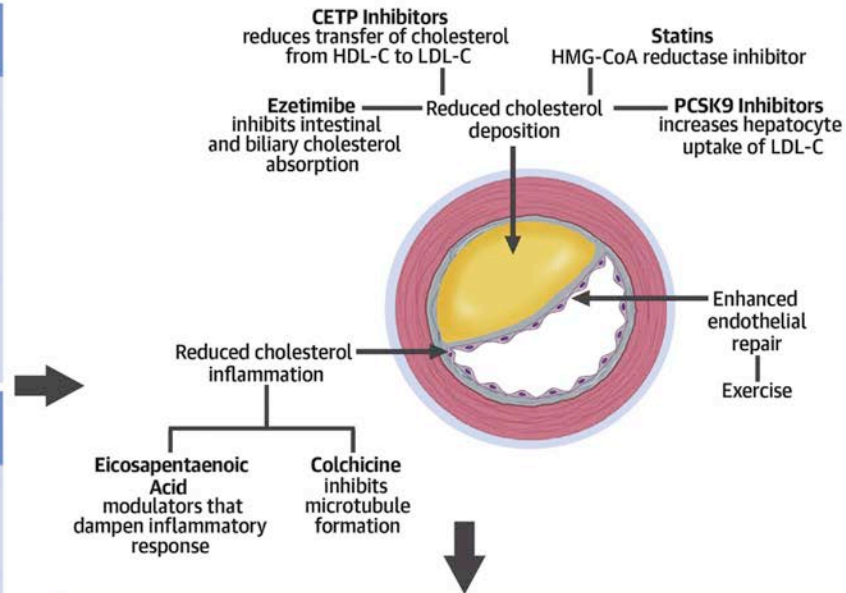 CETP Inhibitors
reduces transfer of cholesterol
from HDL-C to LDL-C
Statins
HMG-CoA reductase inhibitor
Ezetimibe
inhibits intestinal
and biliary cholesterol
absorption
Reduced cholesterol
deposition
PCSK9 Inhibitors
increases hepatocyte
uptake of LDL-C
Enhanced
endothelial
repair
Exercise
Reduced cholesterol
inflammation
Eicosapentaenoic
Acid
modulators that
dampen inflammatory
response
Colchicine
inhibits
microtubule
formation